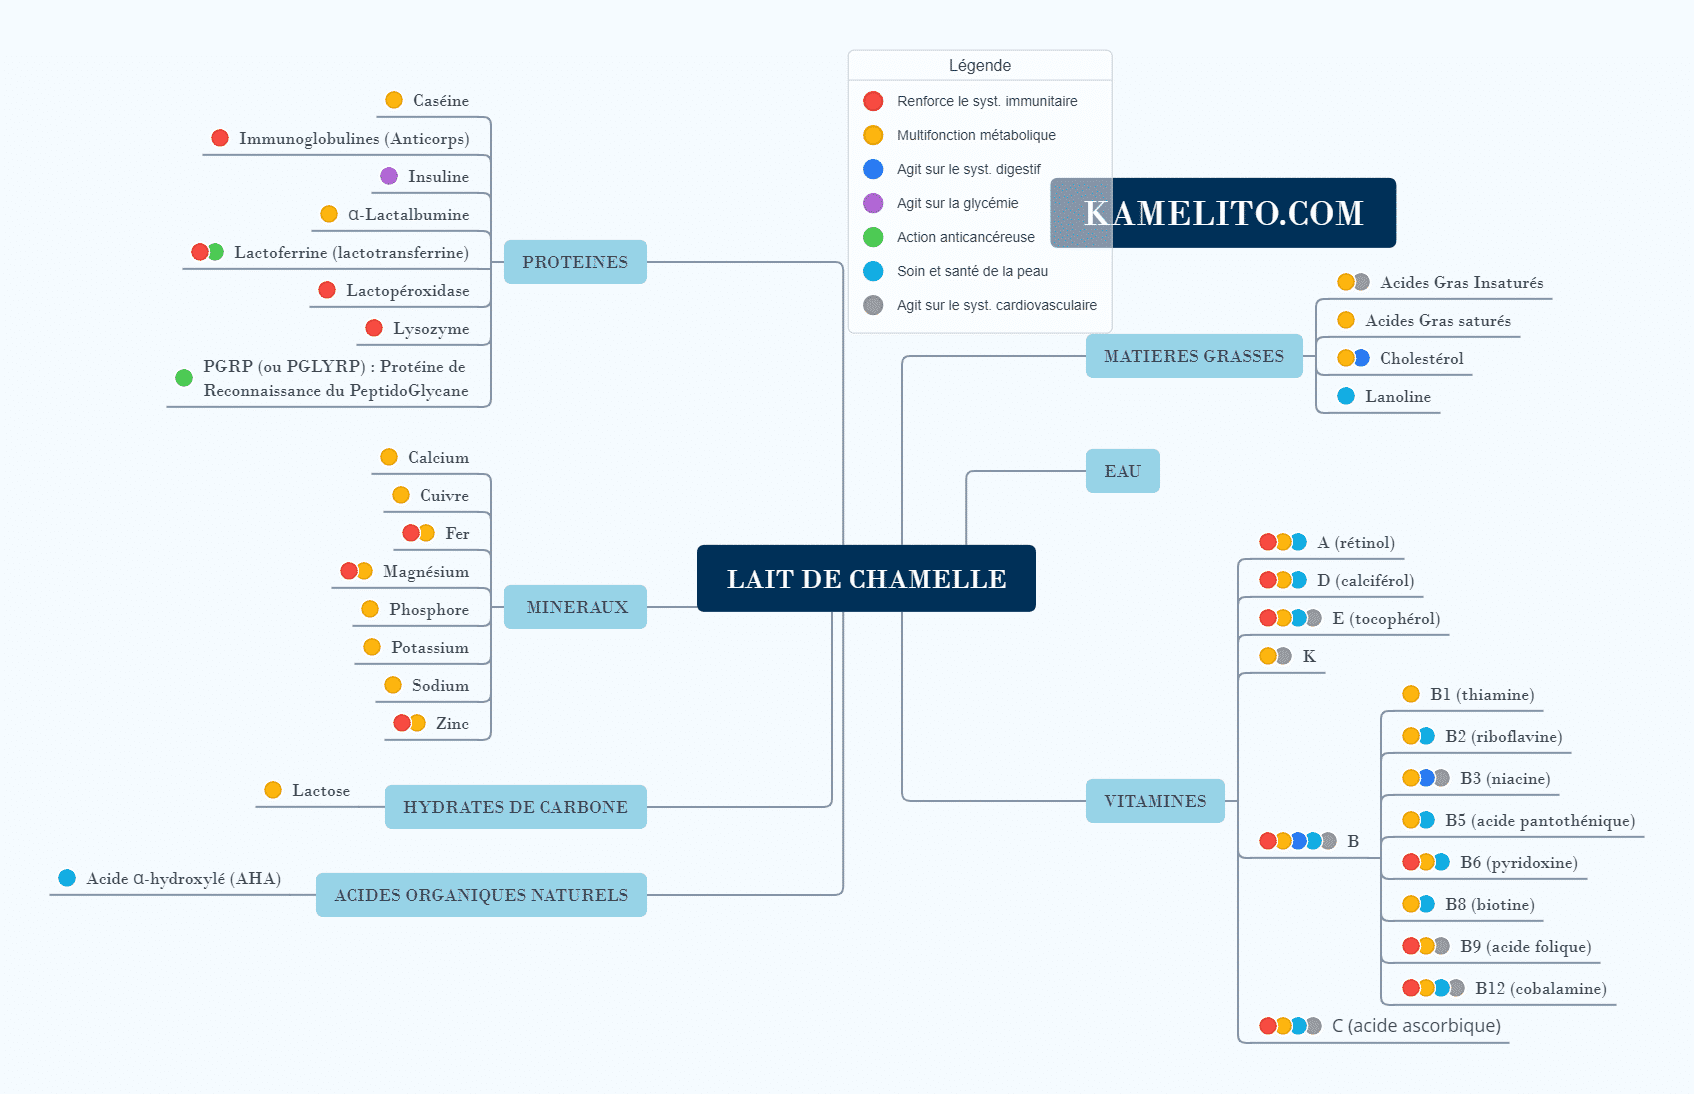 Légende
Renforce le syst. immunitaire
Multifonction métabolique
Agit sur le syst. digestif
Agit sur la glycémie
Action anticancéreuse
Soin et santé de la peau
Agit sur le syst. cardiovasculaire
KAMELITO.COM
LAIT DE CHAMELLE
PROTEINES
Caséine
Immunoglobulines (Anticorps)
Insuline
α-Lactalbumine
Lactoferrine (lactotransferrine)
Lactopéroxidase
Lysozyme
PGRP (ou PGLYRP) : Protéine de
Reconnaissance du PeptidoGlycane
MINERAUX
Calcium
Cuivre
Fer
Magnésium
Phosphore
Potassium
Sodium
Zinc
HYDRATES DE CARBONE
Lactose
ACIDES ORGANIQUES NATURELS
Acide α-hydroxylé (AHA)
MATIERES GRASSES
Acides Gras Insaturés
Acides Gras saturés
Cholestérol
Lanoline
EAU
VITAMINES
A (rétinol)
D (calciférol)
E (tocophérol)
K
B
B1 (thiamine)
B2 (riboflavine)
B3 (niacine)
B5 (acide pantothénique)
B6 (pyridoxine)
B8 (biotine)
B9 (acide folique)
B12 (cobalamine)
C (acide ascorbique)